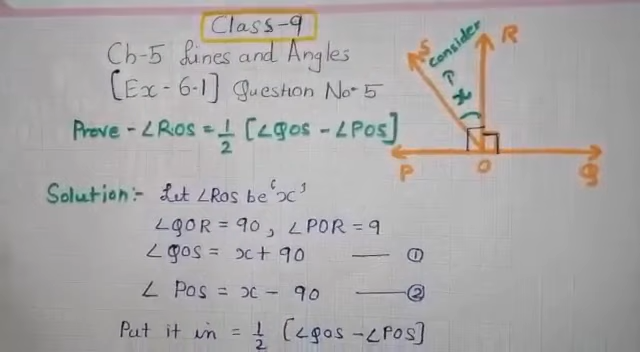 Class-9
Ch-5 Lines and Angles
[Ex-6-1] Question No-5
Prove - ∠ROS = 1/2 [∠QOS - ∠POS]
S
consider
x
R
P
O
Q
Solution:- Let ∠ROS be 'x'
∠QOR = 90, ∠POR = 9
∠QOS = x + 90 — ①
∠ POS = x - 90 — ②
Put it in = 1/2 [∠QOS - ∠POS]